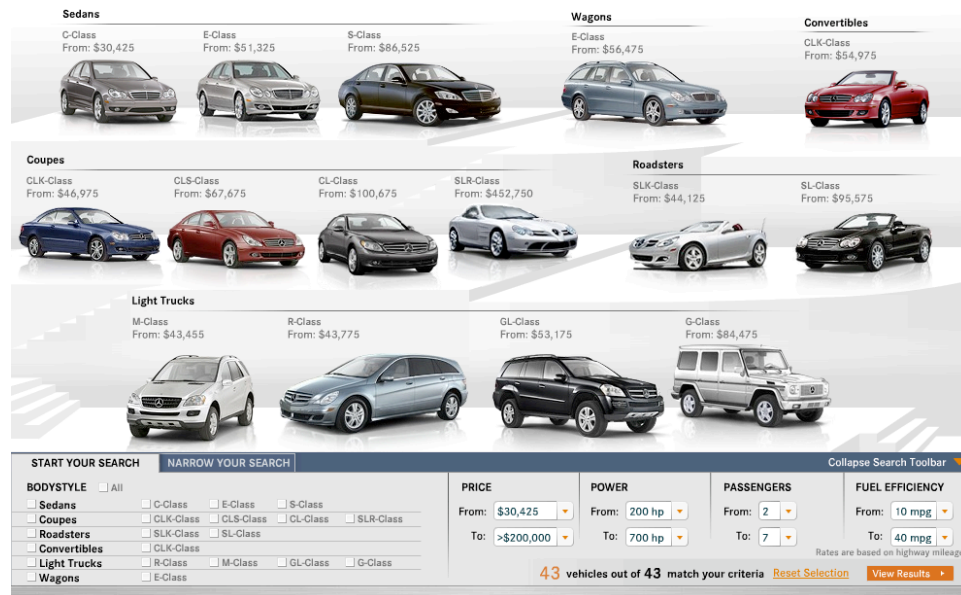 Sedans
C-Class
From: $30,425
E-Class
From: $51,325
S-Class
From: $86,525
Wagons
E-Class
From: $56,475
Convertibles
CLK-Class
From: $54,975
Coupes
CLK-Class
From: $46,975
CLS-Class
From: $67,675
CL-Class
From: $100,675
SLR-Class
From: $452,750
Roadsters
SLK-Class
From: $44,125
SL-Class
From: $95,575
Light Trucks
M-Class
From: $43,455
R-Class
From: $43,775
GL-Class
From: $53,175
G-Class
From: $84,475
START YOUR SEARCH
NARROW YOUR SEARCH
Collapse Search Toolbar
BODYSTYLE All
Sedans C-Class E-Class S-Class
Coupes CLK-Class CLS-Class CL-Class SLR-Class
Roadsters SLK-Class SL-Class
Convertibles CLK-Class
Light Trucks R-Class M-Class GL-Class G-Class
Wagons E-Class
PRICE
From: $30,425
To: >$200,000
POWER
From: 200 hp
To: 700 hp
PASSENGERS
From: 2
To: 7
FUEL EFFICIENCY
From: 10 mpg
To: 40 mpg
Rates are based on highway mileage
43 vehicles out of 43 match your criteria Reset Selection View Results